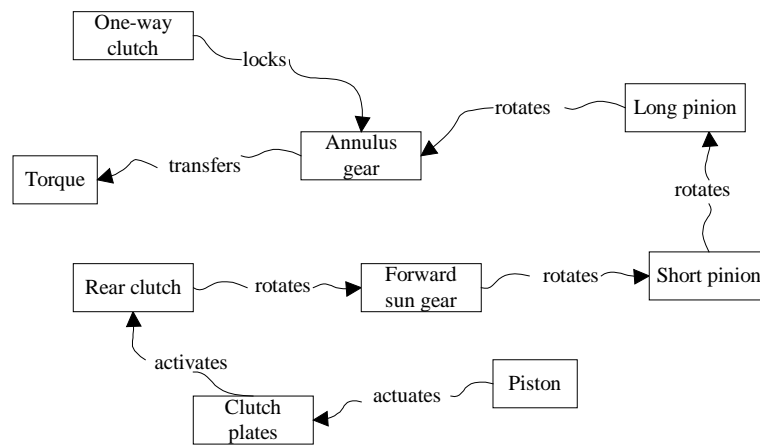 One-way
clutch
locks
Long pinion
rotates
Annulus
gear
transfers
Torque
rotates
Rear clutch
rotates
Forward
sun gear
rotates
Short pinion
activates
Piston
actuates
Clutch
plates